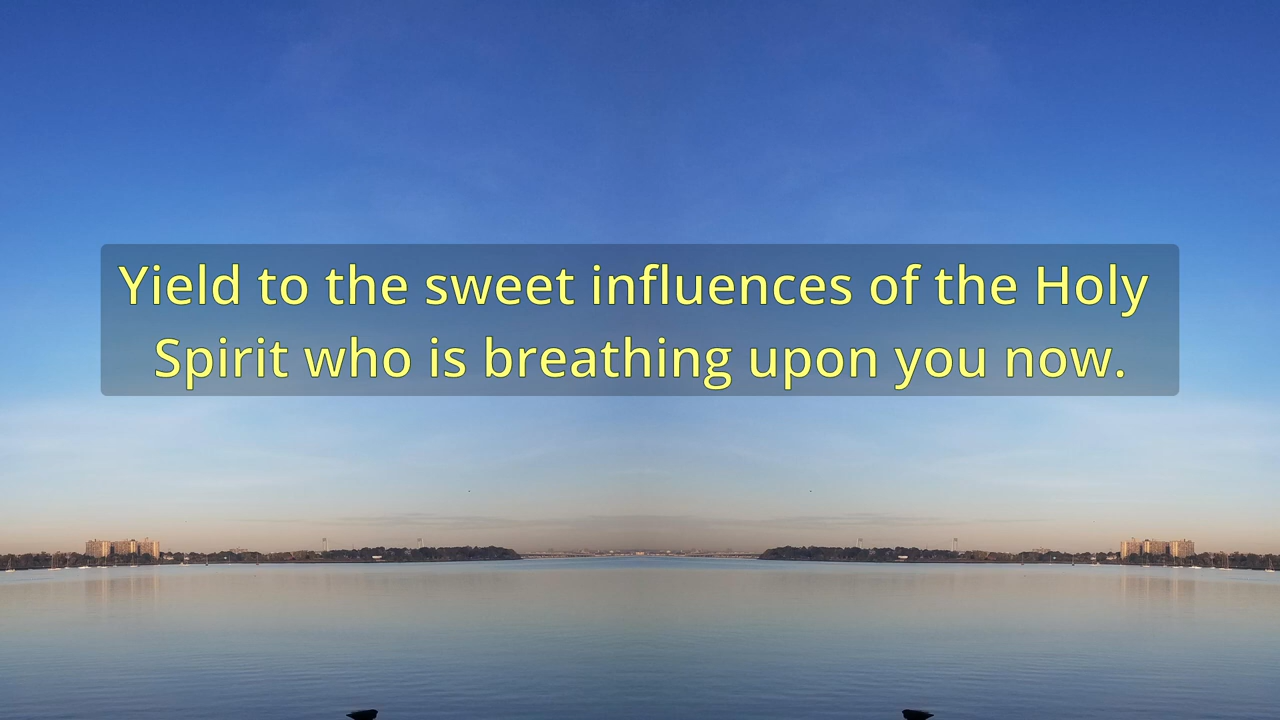 Yield to the sweet influences of the Holy
Spirit who is breathing upon you now.